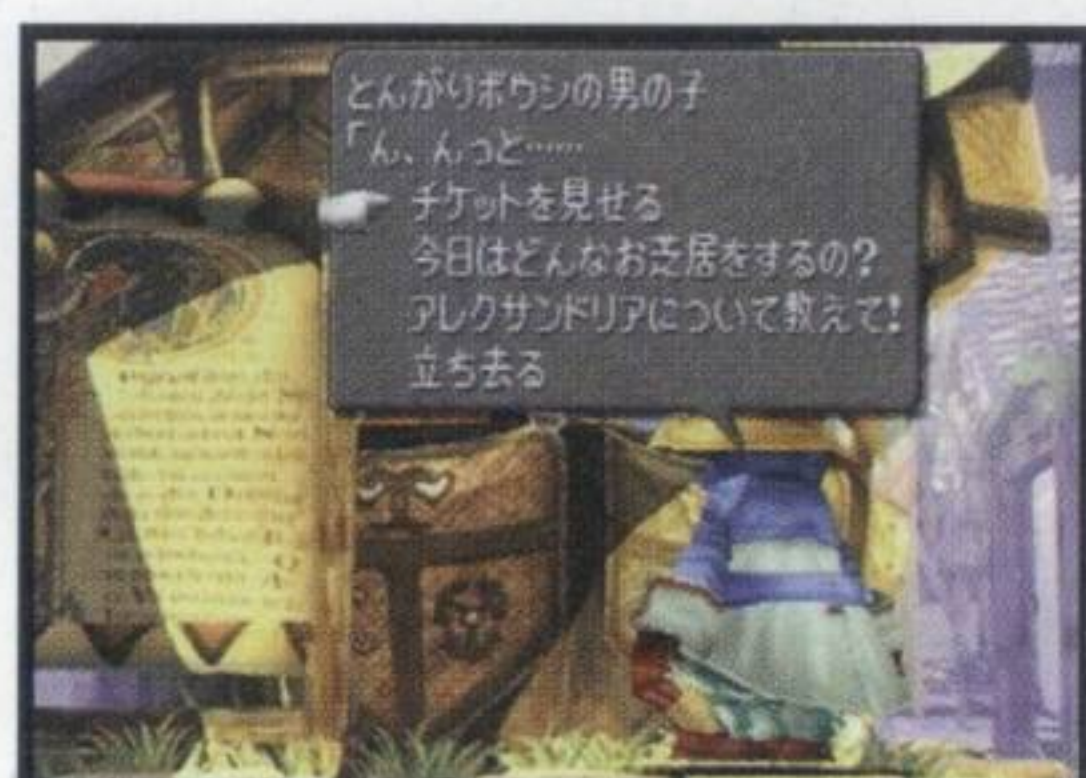 とんがりボウシの男の子
「ん、んっと……
チケットを見せる
今日はどんなお芝居をするの？
アレクサンドリアについて教えて！
立ち去る